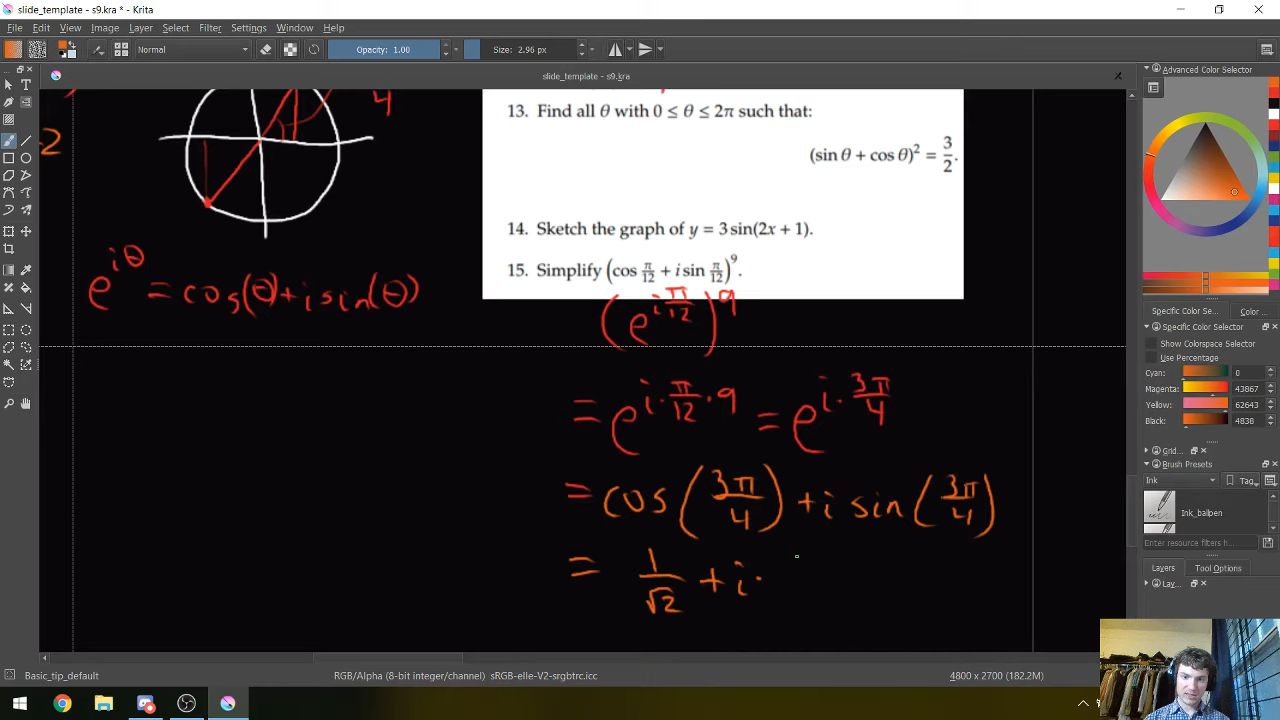 slide_template - s9.kra * - Krita
File Edit View Image Layer Select Filter Tools Settings Window Help
Normal Opacity: 1.00 Size: 2.96 px
slide_template - s9.kra
Advanced Color Selector
4
-2
13. Find all θ with 0 ≤ θ ≤ 2π such that:
(sin θ + cos θ)² = 3/2.
14. Sketch the graph of y = 3 sin(2x + 1).
15. Simplify (cos π/12 + i sin π/12)⁹.
e^{iθ} = cos(θ) + i sin(θ)
(e^{i π/12})^9
= e^{i · π/12 · 9} = e^{i · 3π/4}
= cos(3π/4) + i sin(3π/4)
= 1/√2 + i ·
Specific Color ... Color ...
Specific Color Selector
Show Colorspace Selector
Use Percentage
Cyan: 0
Magenta: 43867
Yellow: 62643
Black: 4838
Grid...
Brush Presets
Ink Tag
Ink_ballpen
Enter resource filters h...
Layers Tool Options
Lay...
Basic_tip_default
RGB/Alpha (8-bit integer/channel) sRGB-elle-V2-srgbtrc.icc
4800 x 2700 (182.2M)